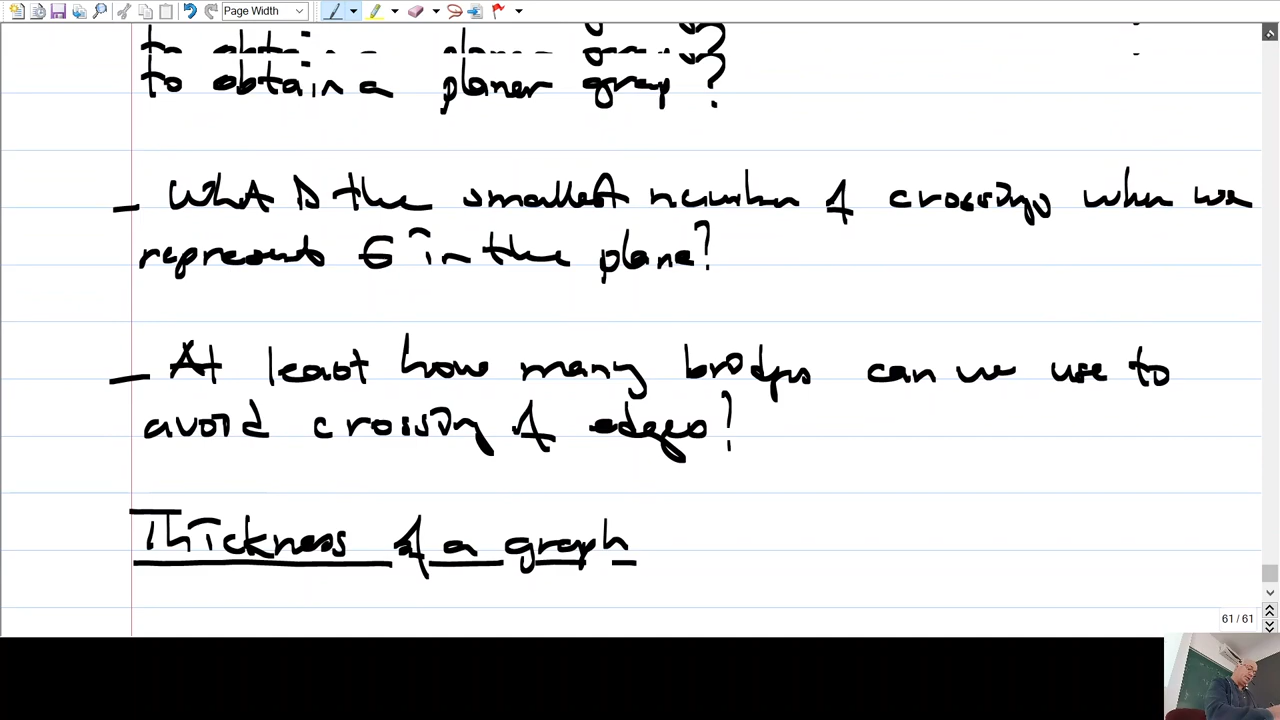 Page Width
to obtain a planer grap ?
- What is the smallest number of crossings when we
represent G in the plane?
- At least how many bridges can we use to
avoid crossing of edges?
Thickness of a graph
61 / 61